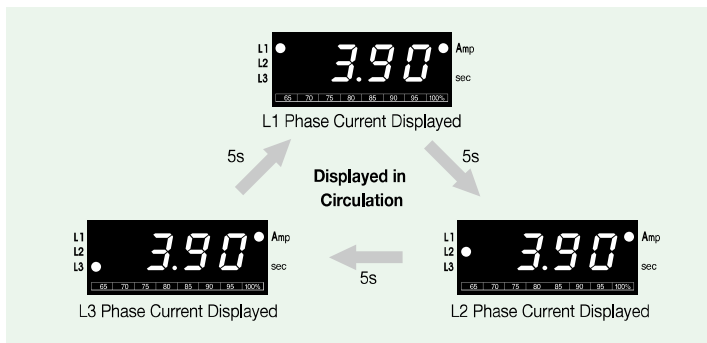 L1 3.90 Amp
L2
L3 sec
65 70 75 80 85 90 95 100%
L1 Phase Current Displayed
5s 5s
Displayed in
Circulation
L1 3.90 Amp
L2
L3 sec
65 70 75 80 85 90 95 100%
L3 Phase Current Displayed
5s
L1 3.90 Amp
L2
L3 sec
65 70 75 80 85 90 95 100%
L2 Phase Current Displayed